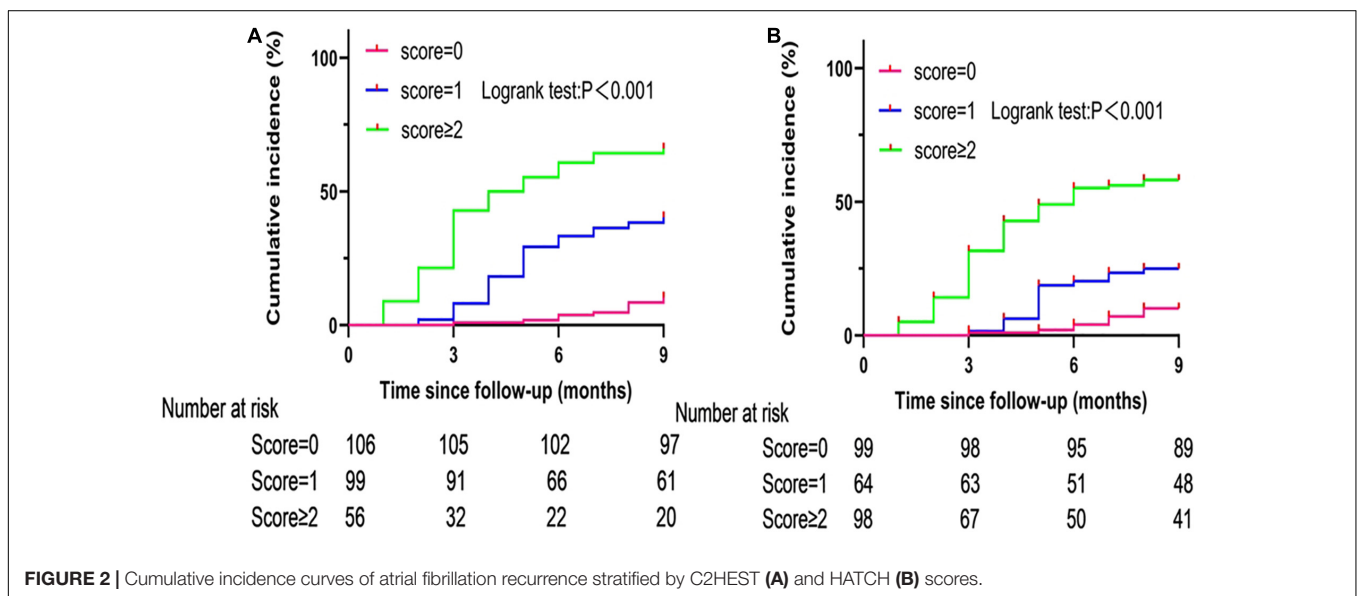 A
Cumulative incidence (%)
100
50
0
score=0
score=1 Logrank test:P<0.001
score≥2
0 3 6 9
Time since follow-up (months)
Number at risk
Score=0 106 105 102 97
Score=1 99 91 66 61
Score≥2 56 32 22 20
B
Cumulative incidence (%)
100
50
0
score=0
score=1 Logrank test:P<0.001
score≥2
0 3 6 9
Time since follow-up (months)
Number at risk
Score=0 99 98 95 89
Score=1 64 63 51 48
Score≥2 98 67 50 41
FIGURE 2 | Cumulative incidence curves of atrial fibrillation recurrence stratified by C2HEST (A) and HATCH (B) scores.